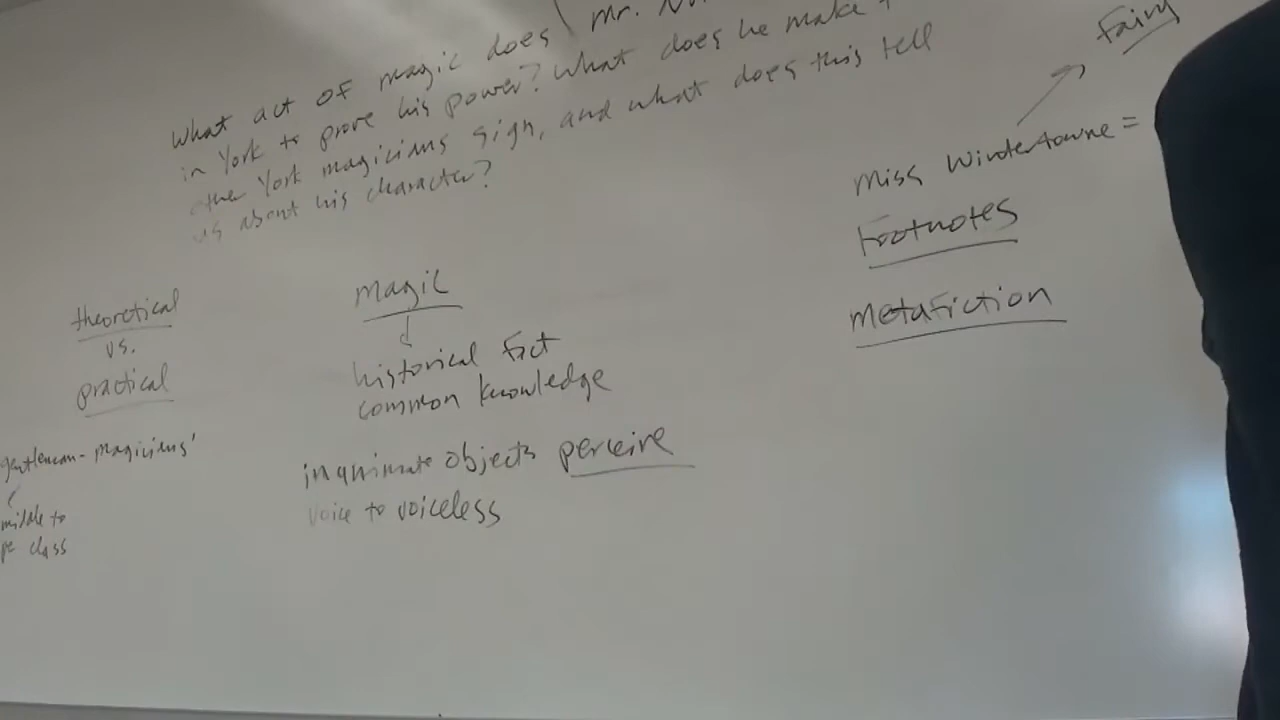 What act of magic does Mr.
in York to prove his power? What does he make
other York magicians sign, and what does this tell
us about his character?
Fairy
Miss Wintertowne =
Footnotes
Metafiction
theoretical
vs.
practical
gentleman-magicians'
middle to
class
magic
historical fact
common knowledge
inanimate objects perceive
voice to voiceless